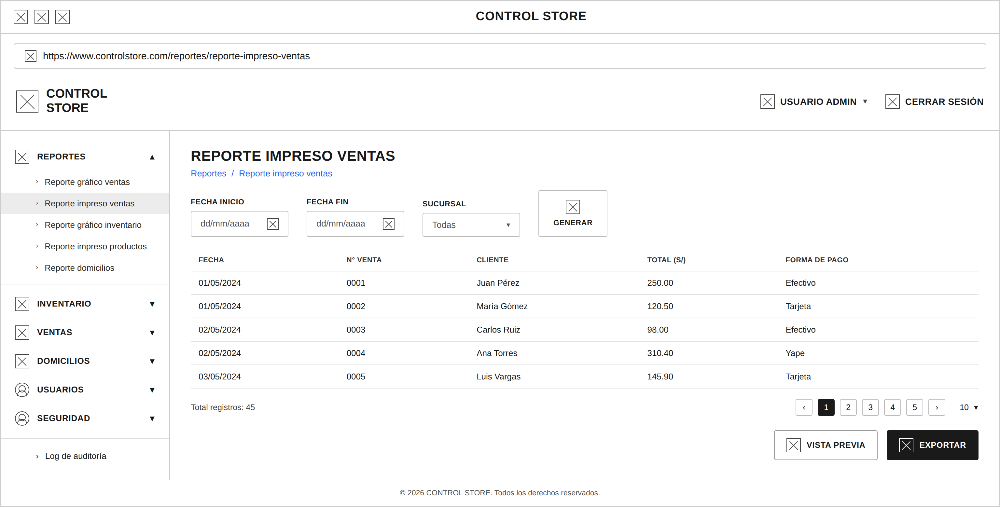 CONTROL STORE
https://www.controlstore.com/reportes/reporte-impreso-ventas
CONTROL
STORE
USUARIO ADMIN ▼
CERRAR SESIÓN
REPORTES ▲
› Reporte gráfico ventas
› Reporte impreso ventas
› Reporte gráfico inventario
› Reporte impreso productos
› Reporte domicilios
INVENTARIO ▼
VENTAS ▼
DOMICILIOS ▼
USUARIOS ▼
SEGURIDAD ▼
› Log de auditoría
REPORTE IMPRESO VENTAS
Reportes / Reporte impreso ventas
FECHA INICIO
dd/mm/aaaa
FECHA FIN
dd/mm/aaaa
SUCURSAL
Todas ▼
GENERAR
FECHA N° VENTA CLIENTE TOTAL (S/) FORMA DE PAGO
01/05/2024 0001 Juan Pérez 250.00 Efectivo
01/05/2024 0002 María Gómez 120.50 Tarjeta
02/05/2024 0003 Carlos Ruiz 98.00 Efectivo
02/05/2024 0004 Ana Torres 310.40 Yape
03/05/2024 0005 Luis Vargas 145.90 Tarjeta
Total registros: 45
‹ 1 2 3 4 5 › 10 ▼
VISTA PREVIA
EXPORTAR
© 2026 CONTROL STORE. Todos los derechos reservados.